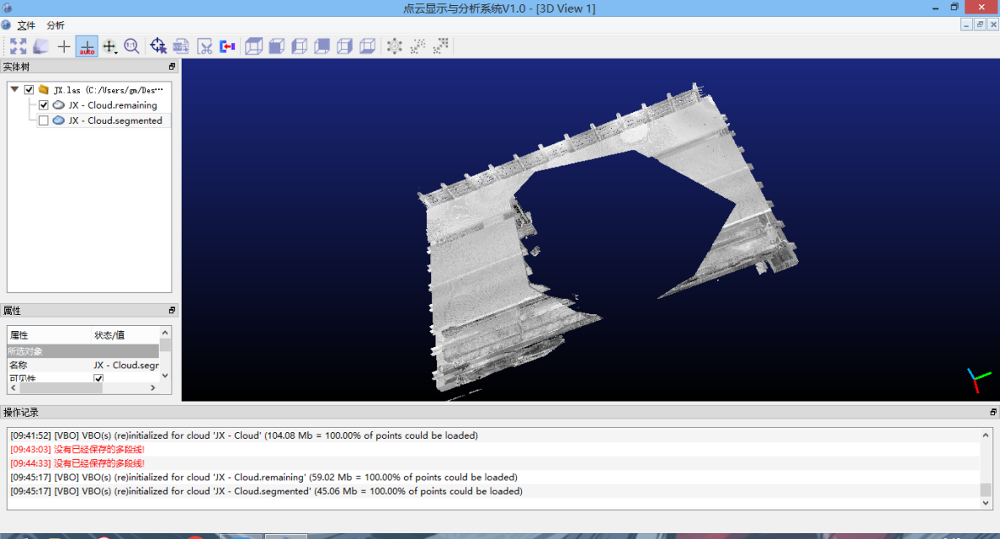 点云显示与分析系统V1.0 - [3D View 1]
文件 分析
auto
1:1
实体树
JX.las (C:/Users/gm/Des···
JX - Cloud.remaining
JX - Cloud.segmented
属性
属性 状态/值
所选对象
名称 JX - Cloud.segr
可见性
操作记录
[09:41:52] [VBO] VBO(s) (re)initialized for cloud 'JX - Cloud' (104.08 Mb = 100.00% of points could be loaded)
[09:43:03] 没有已经保存的多段线!
[09:44:33] 没有已经保存的多段线!
[09:45:17] [VBO] VBO(s) (re)initialized for cloud 'JX - Cloud.remaining' (59.02 Mb = 100.00% of points could be loaded)
[09:45:17] [VBO] VBO(s) (re)initialized for cloud 'JX - Cloud.segmented' (45.06 Mb = 100.00% of points could be loaded)